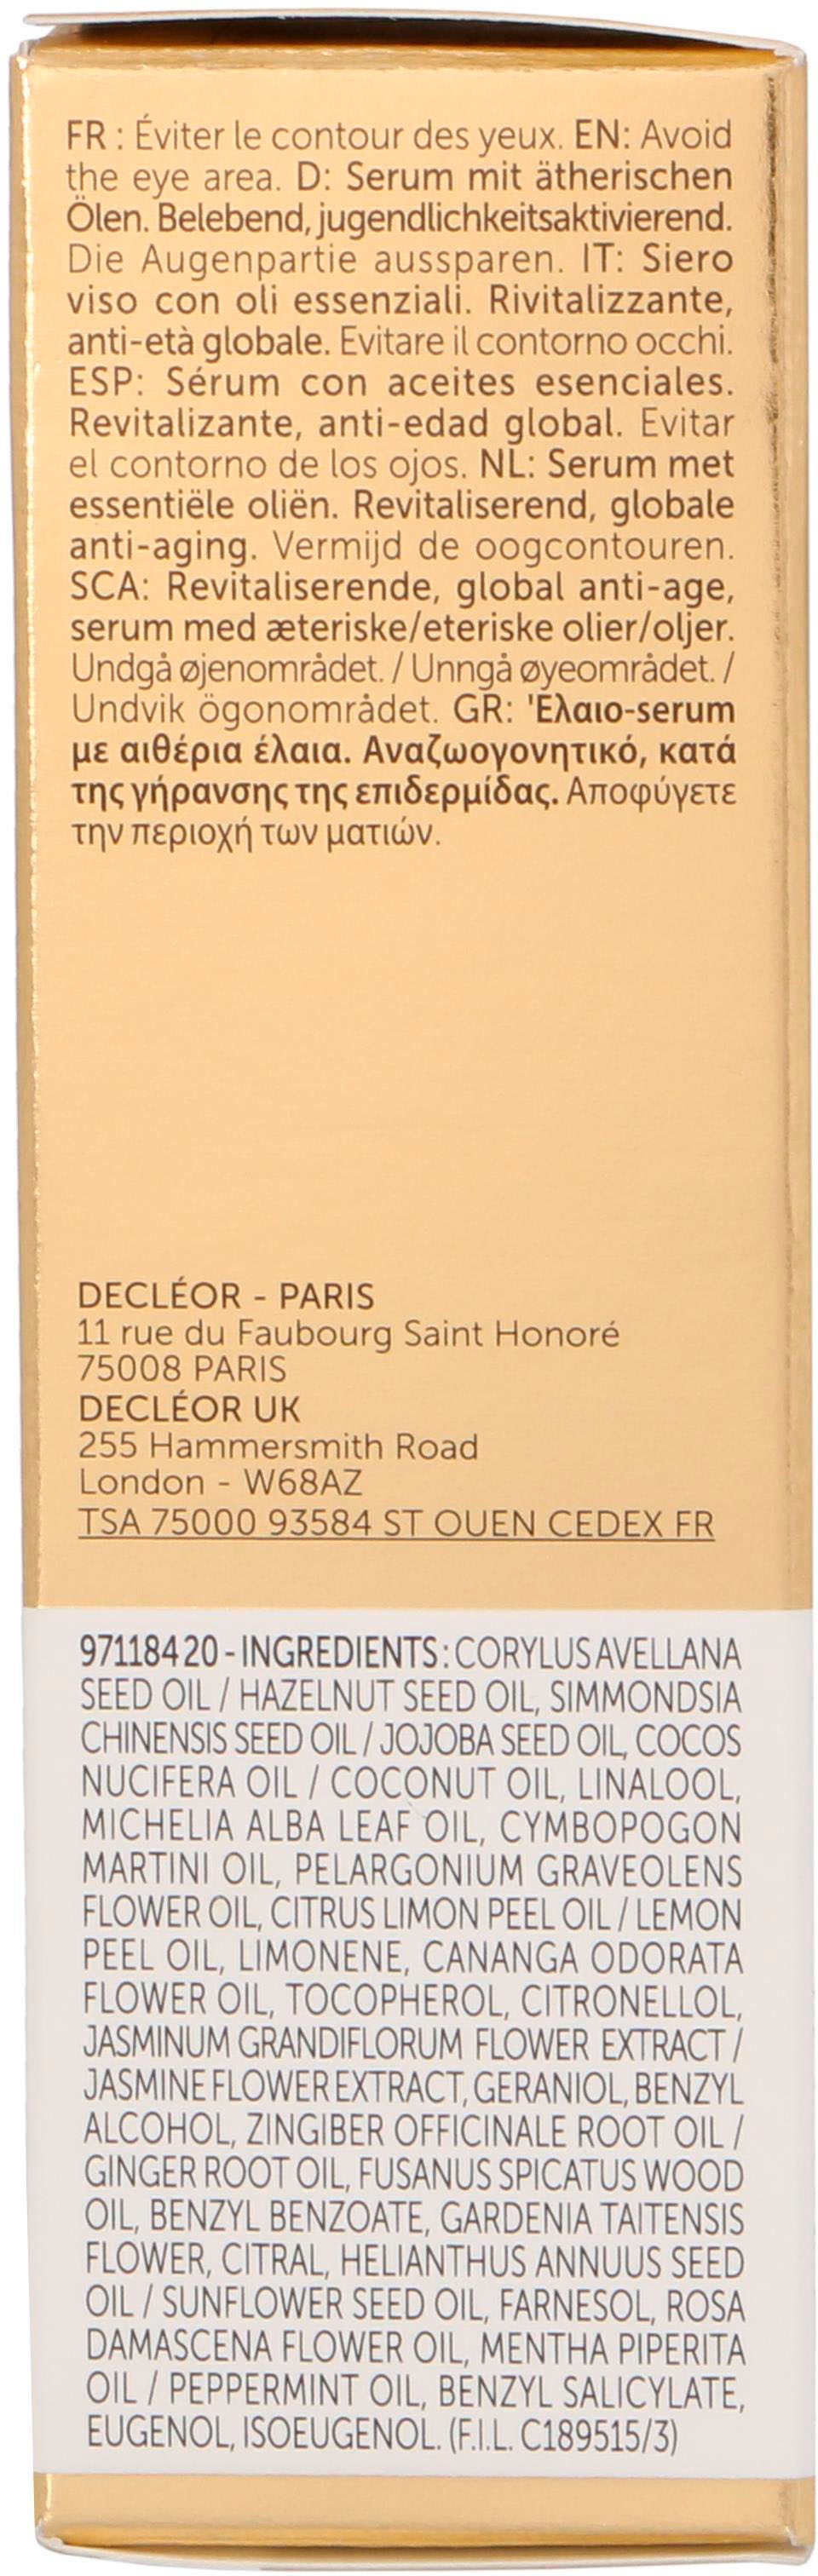 FR : Éviter le contour des yeux. EN: Avoid
the eye area. D: Serum mit ätherischen
Ölen. Belebend, jugendlichkeitsaktivierend.
Die Augenpartie aussparen. IT: Siero
viso con oli essenziali. Rivitalizzante,
anti-età globale. Evitare il contorno occhi.
ESP: Sérum con aceites esenciales.
Revitalizante, anti-edad global. Evitar
el contorno de los ojos. NL: Serum met
essentiële oliën. Revitaliserend, globale
anti-aging. Vermijd de oogcontouren.
SCA: Revitaliserende, global anti-age,
serum med æteriske/eteriske olier/oljer.
Undgå øjenområdet. / Unngå øyeområdet. /
Undvik ögonområdet. GR: 'Ελαιο-serum
με αιθέρια έλαια. Αναζωογονητικό, κατά
της γήρανσης της επιδερμίδας. Αποφύγετε
την περιοχή των ματιών.
DECLÉOR - PARIS
11 rue du Faubourg Saint Honoré
75008 PARIS
DECLÉOR UK
255 Hammersmith Road
London - W68AZ
TSA 75000 93584 ST OUEN CEDEX FR
97118420 - INGREDIENTS : CORYLUS AVELLANA
SEED OIL / HAZELNUT SEED OIL, SIMMONDSIA
CHINENSIS SEED OIL / JOJOBA SEED OIL, COCOS
NUCIFERA OIL / COCONUT OIL, LINALOOL,
MICHELIA ALBA LEAF OIL, CYMBOPOGON
MARTINI OIL, PELARGONIUM GRAVEOLENS
FLOWER OIL, CITRUS LIMON PEEL OIL / LEMON
PEEL OIL, LIMONENE, CANANGA ODORATA
FLOWER OIL, TOCOPHEROL, CITRONELLOL,
JASMINUM GRANDIFLORUM FLOWER EXTRACT /
JASMINE FLOWER EXTRACT, GERANIOL, BENZYL
ALCOHOL, ZINGIBER OFFICINALE ROOT OIL /
GINGER ROOT OIL, FUSANUS SPICATUS WOOD
OIL, BENZYL BENZOATE, GARDENIA TAITENSIS
FLOWER, CITRAL, HELIANTHUS ANNUUS SEED
OIL / SUNFLOWER SEED OIL, FARNESOL, ROSA
DAMASCENA FLOWER OIL, MENTHA PIPERITA
OIL / PEPPERMINT OIL, BENZYL SALICYLATE,
EUGENOL, ISOEUGENOL. (F.I.L. C189515/3)